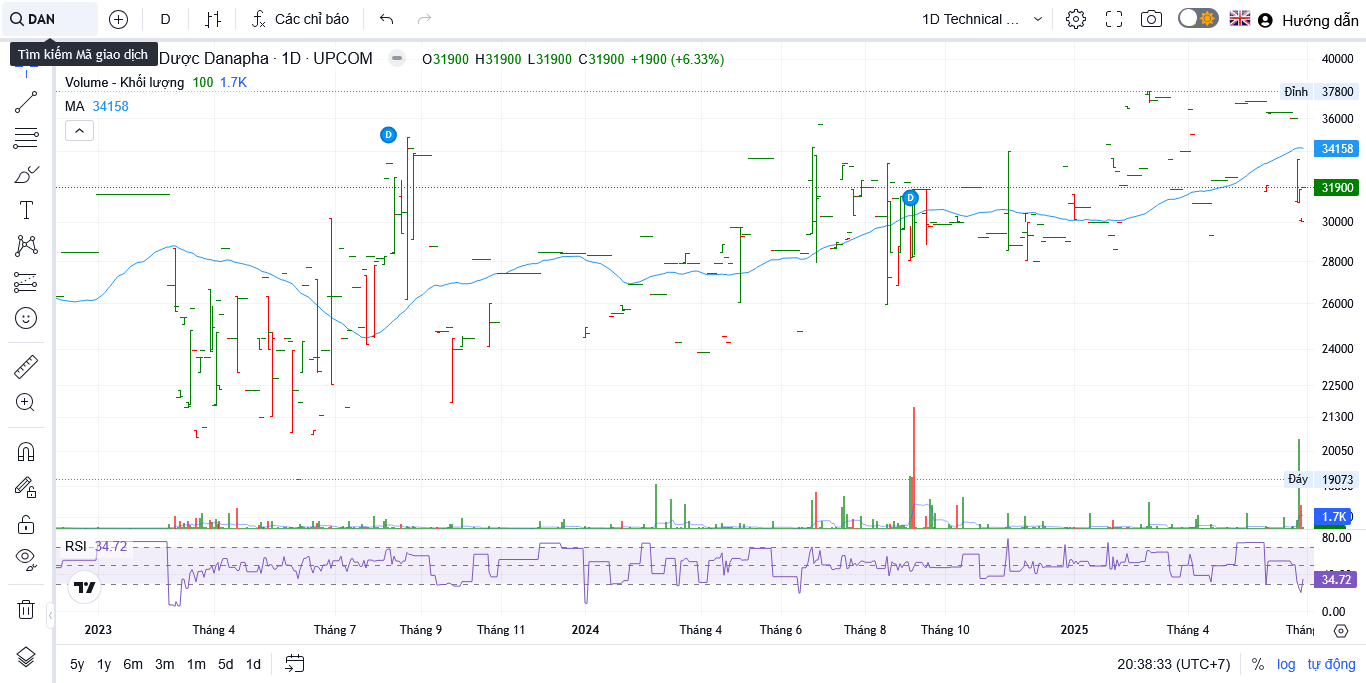 DAN
D
Các chỉ báo
1D Technical ...
Hướng dẫn
Tìm kiếm Mã giao dịch
Dược Danapha · 1D · UPCOM
O31900 H31900 L31900 C31900 +1900 (+6.33%)
Volume - Khối lượng 100 1.7K
MA 34158
D
D
40000
Đỉnh 37800
36000
34158
31900
30000
28000
26000
24000
22500
21300
20050
Đáy 19073
1.7K
RSI 34.72
80.00
34.72
0.00
2023 Tháng 4 Tháng 7 Tháng 9 Tháng 11 2024 Tháng 4 Tháng 6 Tháng 8 Tháng 10 2025 Tháng 4 Thán
5y 1y 6m 3m 1m 5d 1d
20:38:33 (UTC+7) % log tự động